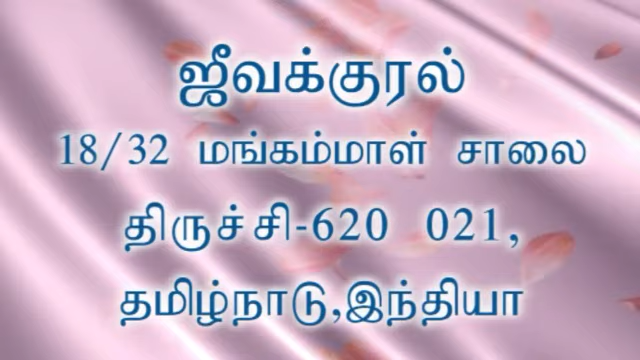 ஜீவக்குரல்
18/32 மங்கம்மாள் சாலை
திருச்சி-620 021,
தமிழ்நாடு,இந்தியா